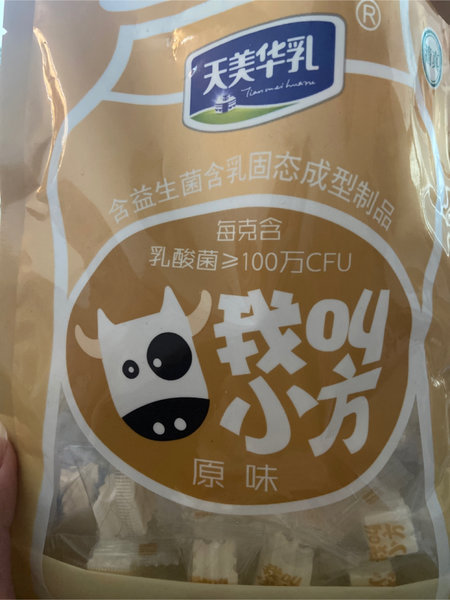 ®
天美华乳
Tianmeihuaru
含益生菌含乳固态成型制品
每克含
乳酸菌≥100万CFU
我叫
小方
原味